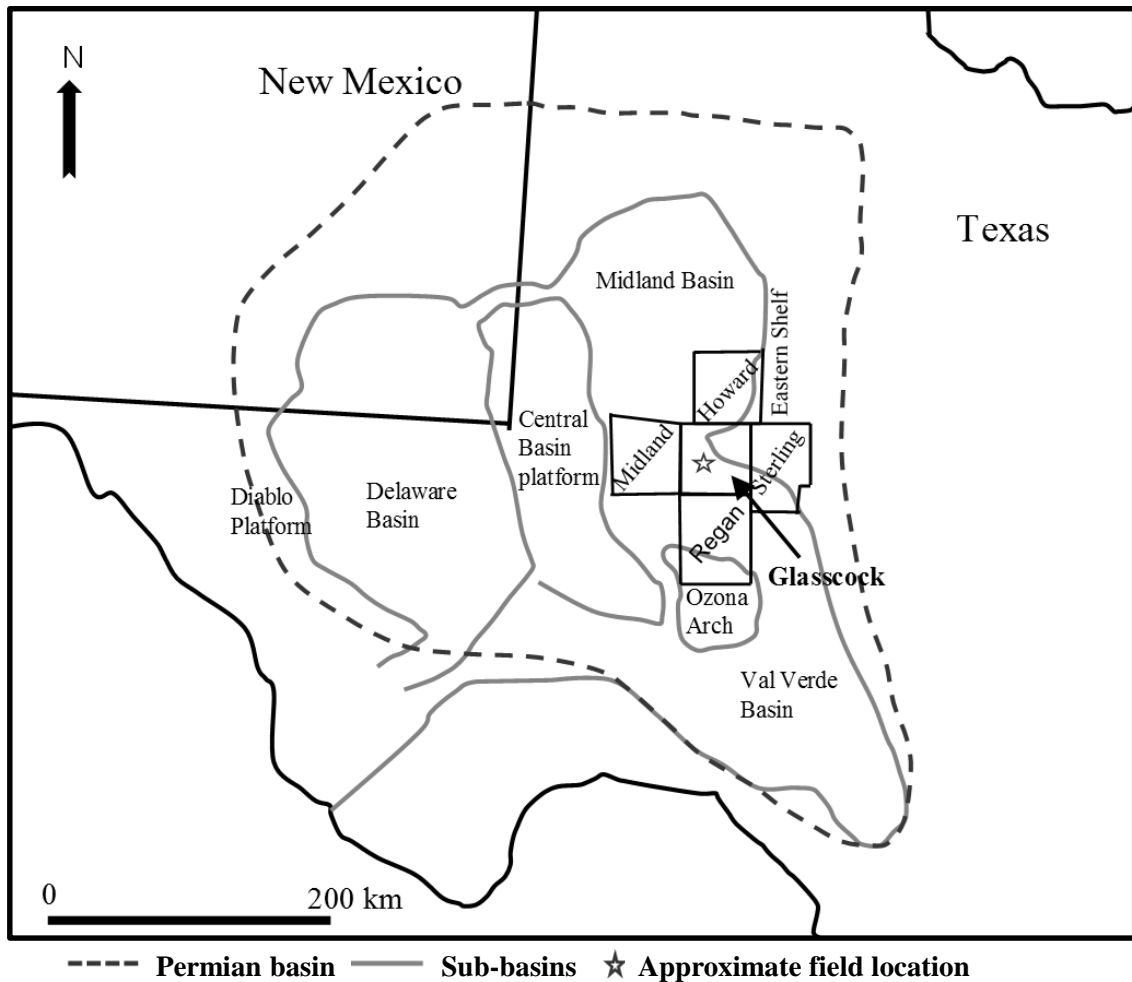 N
New Mexico
Texas
Midland Basin
Eastern Shelf
Howard
Central
Basin
platform
Midland
Sterling
Diablo
Platform
Delaware
Basin
Regan
Glasscock
Ozona
Arch
Val Verde
Basin
0
200 km
Permian basin
Sub-basins
Approximate field location